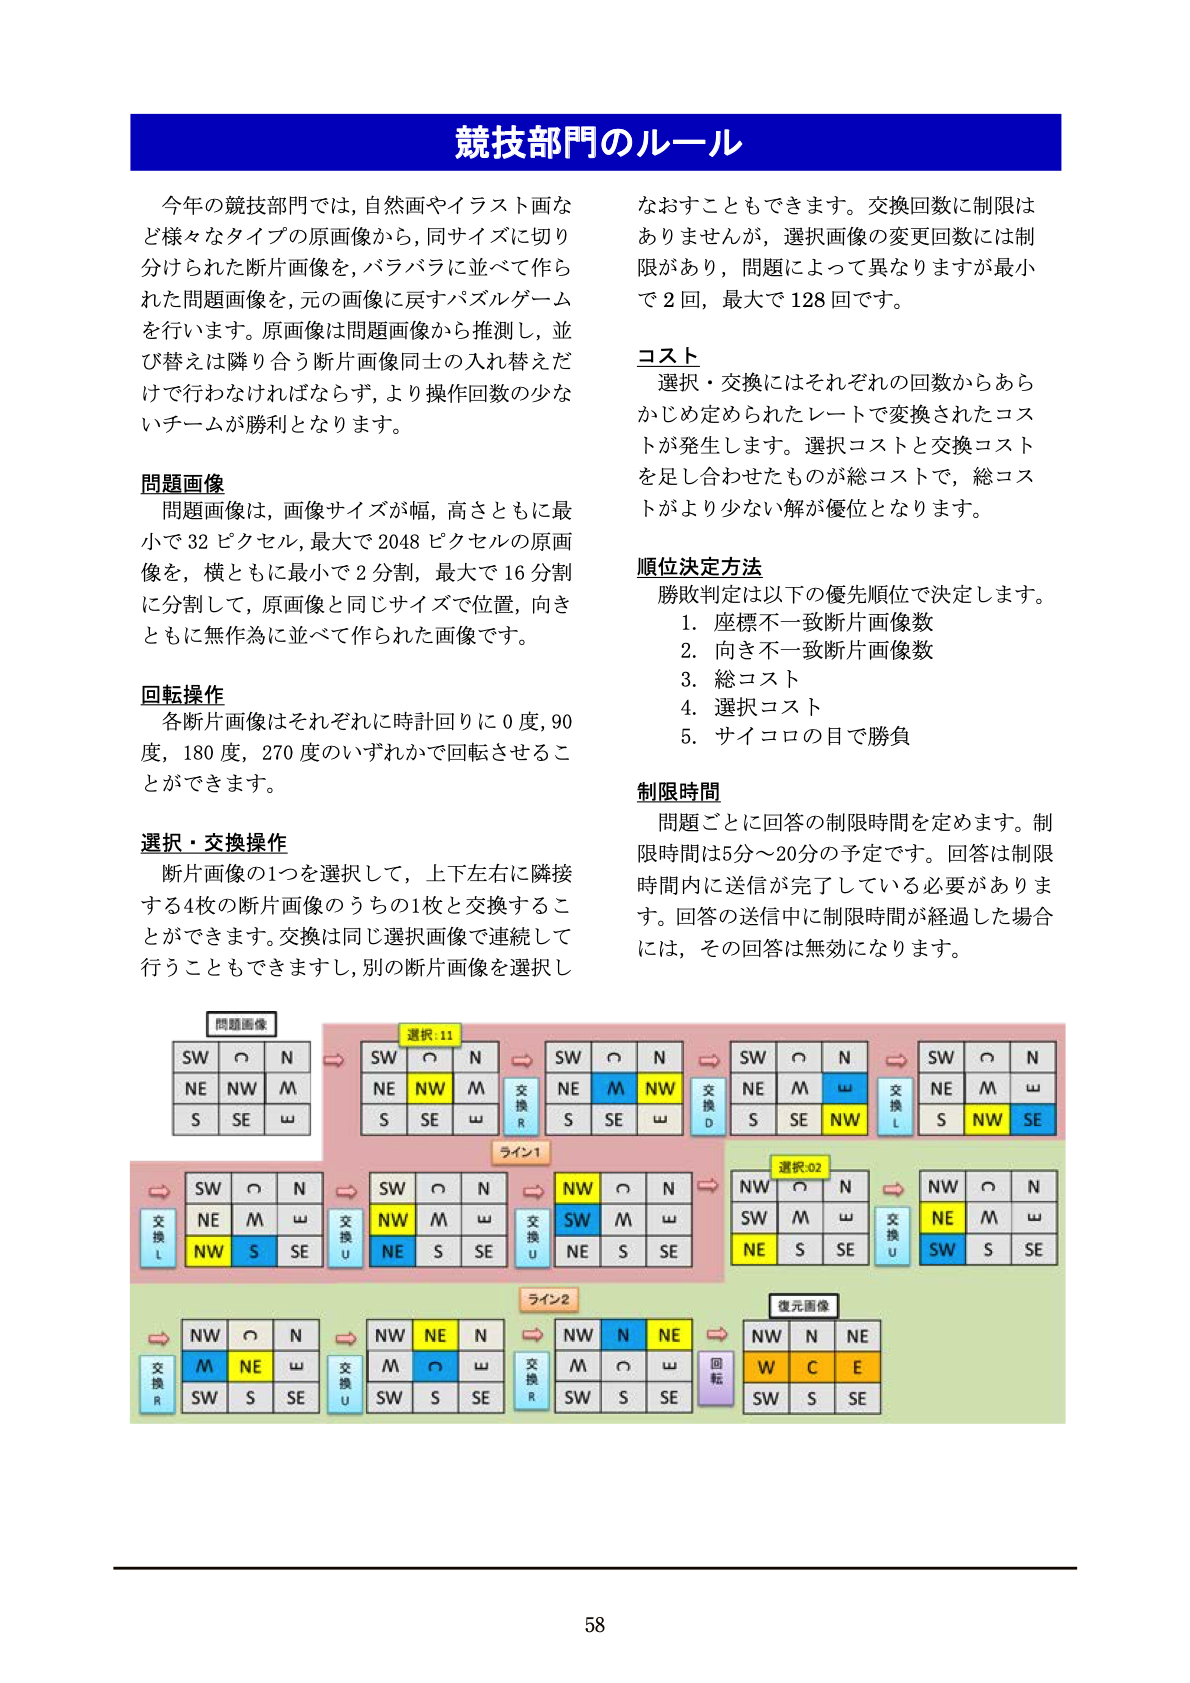 競技部門のルール
今年の競技部門では，自然画やイラスト画な
ど様々なタイプの原画像から，同サイズに切り
分けられた断片画像を，バラバラに並べて作ら
れた問題画像を，元の画像に戻すパズルゲーム
を行います。原画像は問題画像から推測し，並
び替えは隣り合う断片画像同士の入れ替えだ
けで行わなければならず，より操作回数の少な
いチームが勝利となります。
問題画像
問題画像は，画像サイズが幅，高さともに最
小で 32 ピクセル，最大で 2048 ピクセルの原画
像を，横ともに最小で 2 分割，最大で 16 分割
に分割して，原画像と同じサイズで位置，向き
ともに無作為に並べて作られた画像です。
回転操作
各断片画像はそれぞれに時計回りに 0 度，90
度，180 度，270 度のいずれかで回転させるこ
とができます。
選択・交換操作
断片画像の1つを選択して，上下左右に隣接
する4枚の断片画像のうちの1枚と交換するこ
とができます。交換は同じ選択画像で連続して
行うこともできますし，別の断片画像を選択し
なおすこともできます。交換回数に制限は
ありませんが，選択画像の変更回数には制
限があり，問題によって異なりますが最小
で 2 回，最大で 128 回です。
コスト
選択・交換にはそれぞれの回数からあら
かじめ定められたレートで変換されたコス
トが発生します。選択コストと交換コスト
を足し合わせたものが総コストで，総コス
トがより少ない解が優位となります。
順位決定方法
勝敗判定は以下の優先順位で決定します。
1. 座標不一致断片画像数
2. 向き不一致断片画像数
3. 総コスト
4. 選択コスト
5. サイコロの目で勝負
制限時間
問題ごとに回答の制限時間を定めます。制
限時間は5分～20分の予定です。回答は制限
時間内に送信が完了している必要がありま
す。回答の送信中に制限時間が経過した場合
には，その回答は無効になります。
問題画像
SW C N
NE NW M
S SE E
選択:11
SW C N
NE NW M
S SE E
交換R
SW C N
NE M NW
S SE E
交換D
SW C N
NE M E
S SE NW
交換L
SW C N
NE M E
S NW SE
ライン1
交換L
SW C N
NE M E
NW S SE
交換U
SW C N
NW M E
NE S SE
交換U
NW C N
SW M E
NE S SE
選択:02
NW C N
SW M E
NE S SE
交換U
NW C N
NE M E
SW S SE
ライン2
交換R
NW C N
M NE E
SW S SE
交換U
NW NE N
M C E
SW S SE
交換R
NW N NE
M C E
SW S SE
回転
復元画像
NW N NE
W C E
SW S SE
58